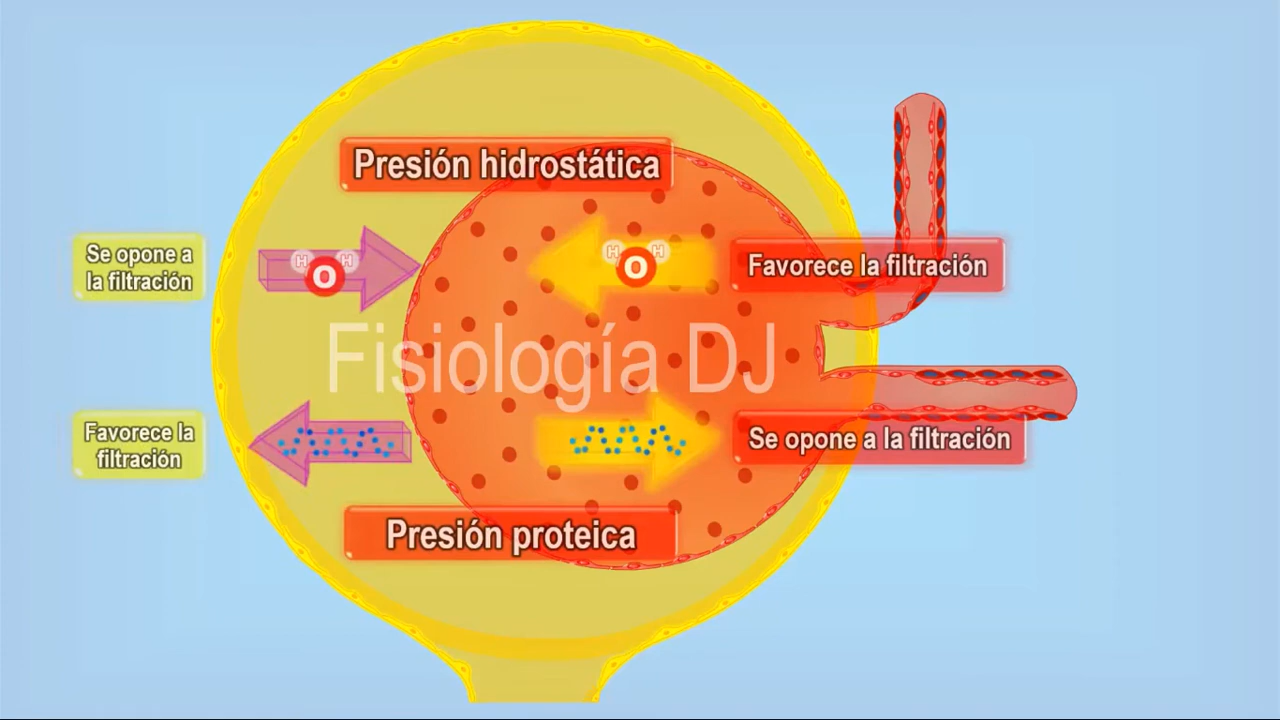 Presión hidrostática
Se opone a
la filtración
H H
O
H H
O
Favorece la filtración
Fisiología DJ
Favorece la
filtración
Se opone a la filtración
Presión proteica